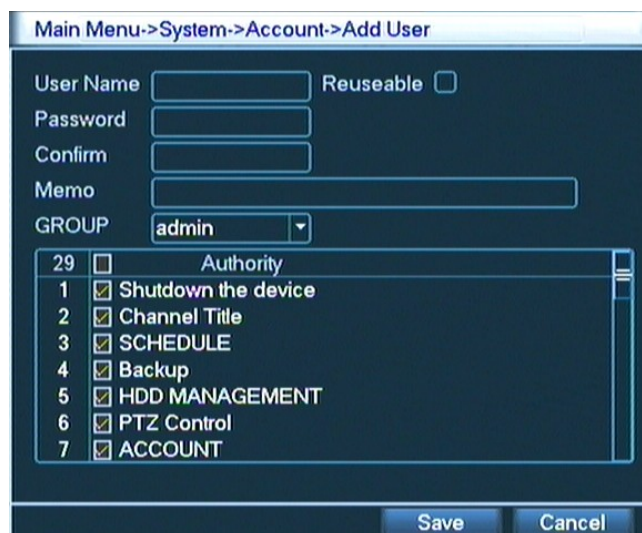 Main Menu->System->Account->Add User
User Name Reuseable
Password
Confirm
Memo
GROUP admin
29 Authority
1 Shutdown the device
2 Channel Title
3 SCHEDULE
4 Backup
5 HDD MANAGEMENT
6 PTZ Control
7 ACCOUNT
Save Cancel